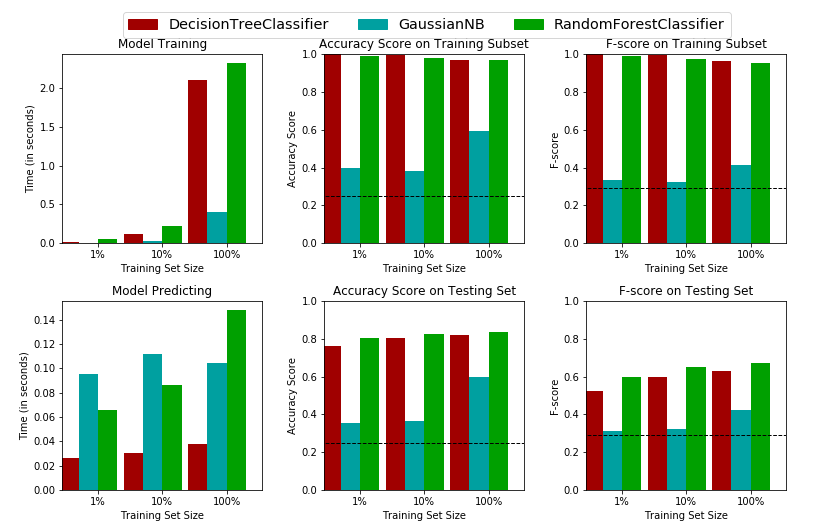 DecisionTreeClassifier GaussianNB RandomForestClassifier
Model Training
Time (in seconds)
2.0
1.5
1.0
0.5
0.0
1% 10% 100%
Training Set Size
Accuracy Score on Training Subset
Accuracy Score
1.0
0.8
0.6
0.4
0.2
0.0
1% 10% 100%
Training Set Size
F-score on Training Subset
F-score
1.0
0.8
0.6
0.4
0.2
0.0
1% 10% 100%
Training Set Size
Model Predicting
Time (in seconds)
0.14
0.12
0.10
0.08
0.06
0.04
0.02
0.00
1% 10% 100%
Training Set Size
Accuracy Score on Testing Set
Accuracy Score
1.0
0.8
0.6
0.4
0.2
0.0
1% 10% 100%
Training Set Size
F-score on Testing Set
F-score
1.0
0.8
0.6
0.4
0.2
0.0
1% 10% 100%
Training Set Size